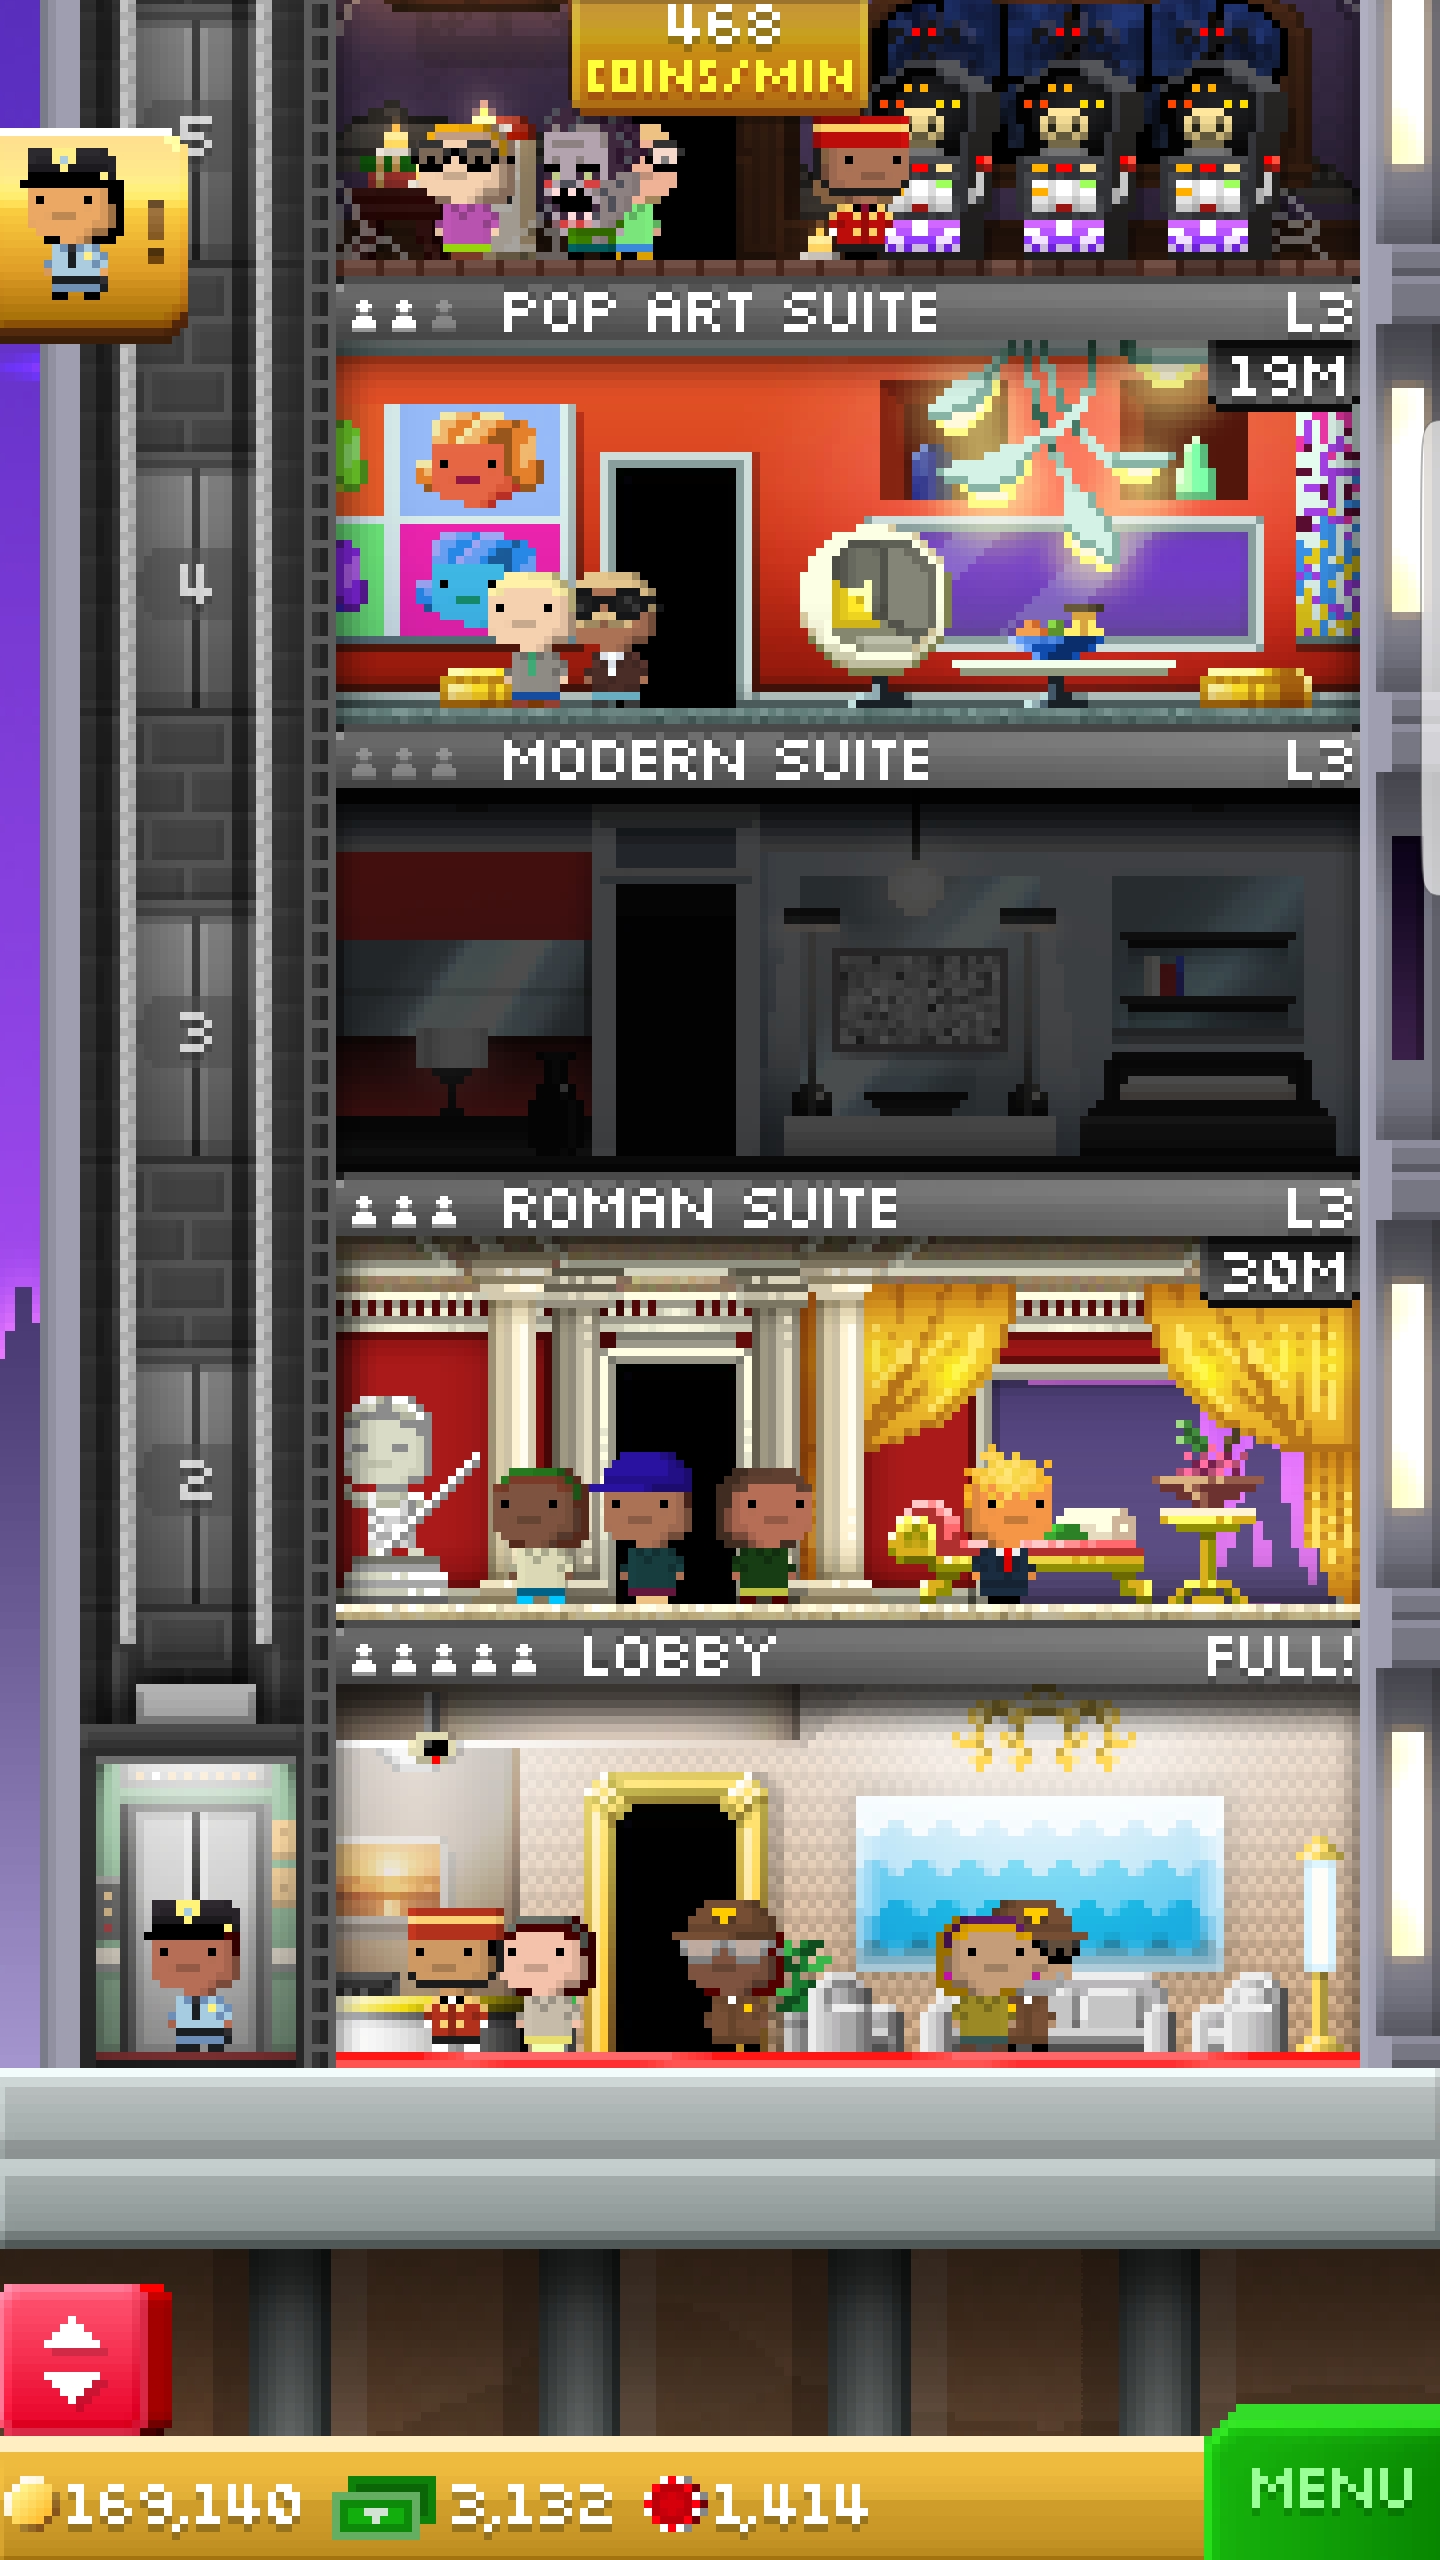 468
COINS/MIN
5
!
POP ART SUITE L3
19M
4
MODERN SUITE L3
3
ROMAN SUITE L3
30M
2
LOBBY FULL!
169,140 3,132 1,414
MENU